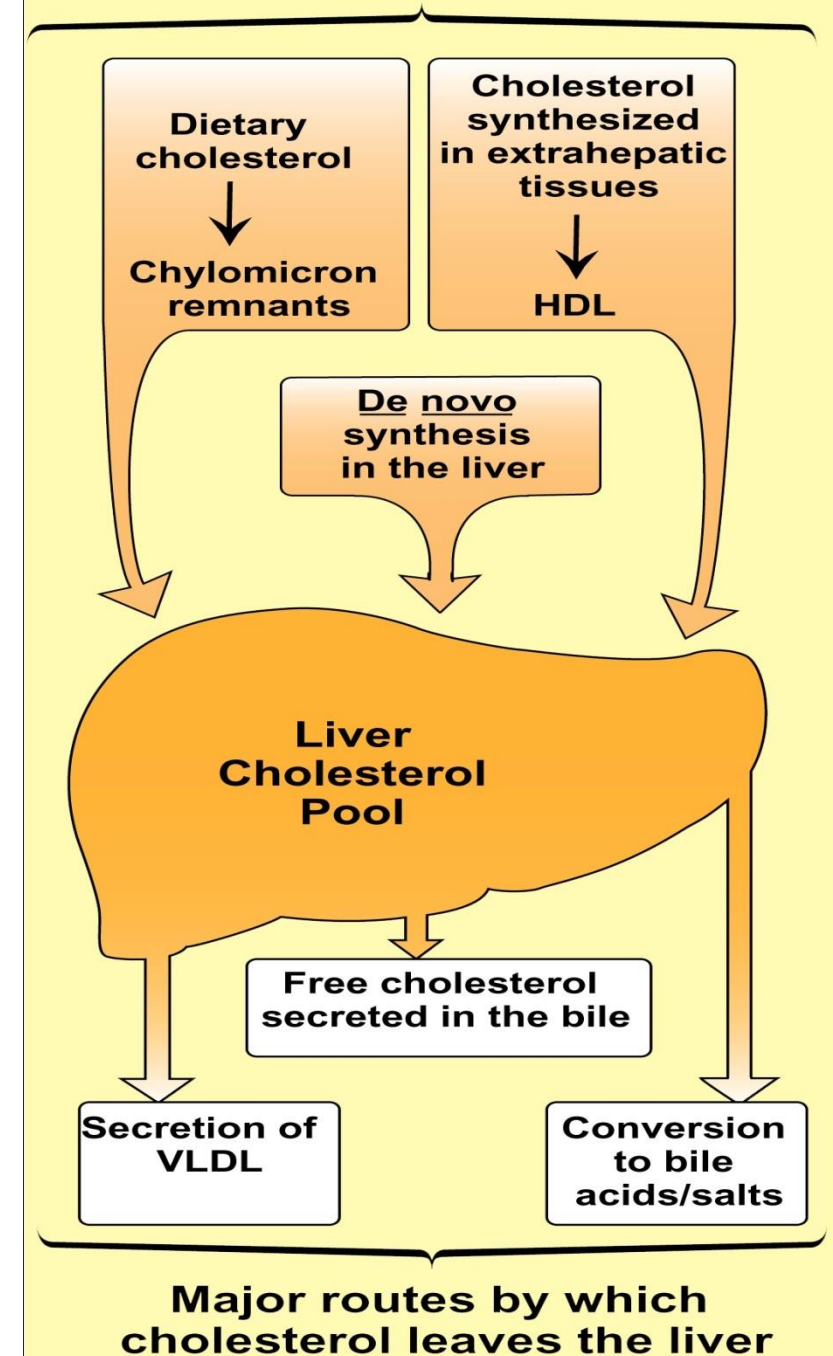 Dietary
cholesterol
Chylomicron
remnants
Cholesterol
synthesized
in extrahepatic
tissues
HDL
De novo
synthesis
in the liver
Liver
Cholesterol
Pool
Free cholesterol
secreted in the bile
Secretion of
VLDL
Conversion
to bile
acids/salts
Major routes by which
cholesterol leaves the liver